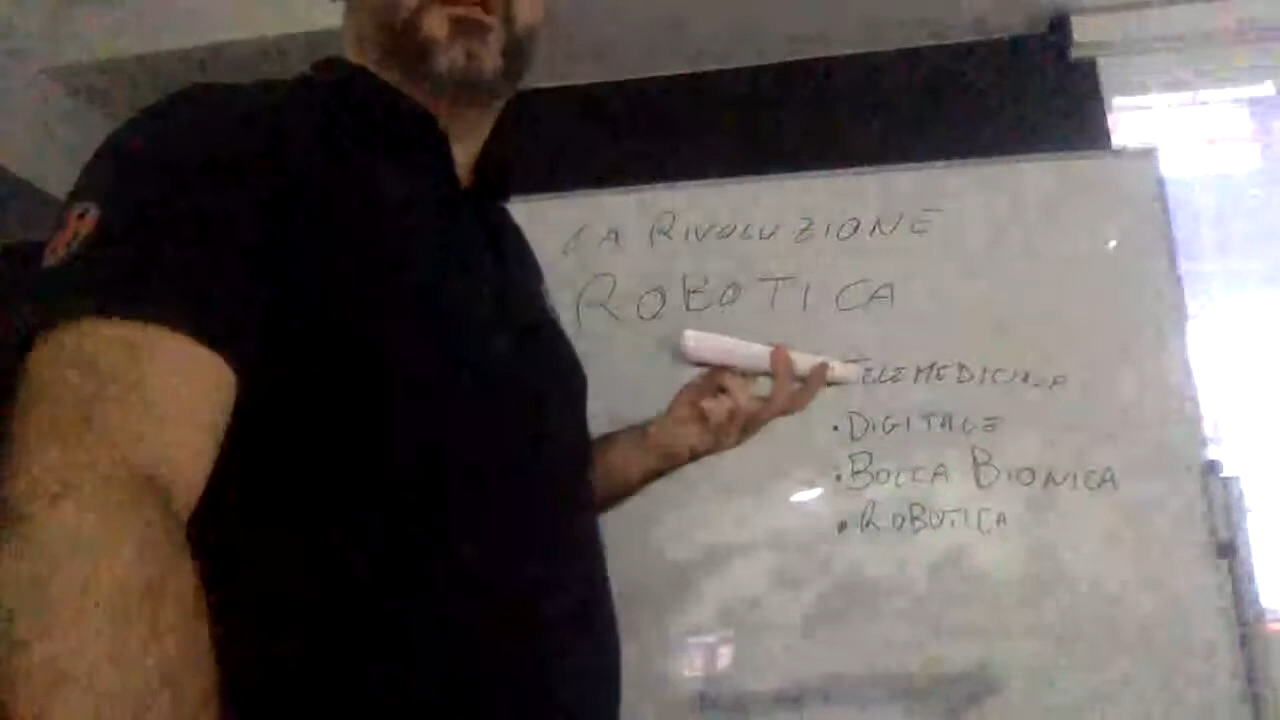 LA RIVOLUZIONE
ROBOTICA
TELEMEDICINA
• DIGITALE
• BOCCA BIONICA
• ROBOTICA